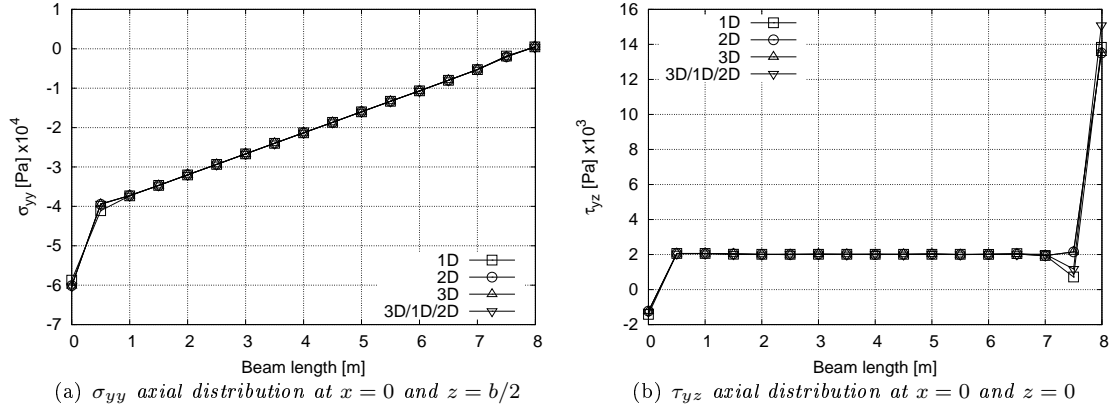 1
0
-1
-2
-3
-4
-5
-6
-7
σyy [Pa] x10^4
0 1 2 3 4 5 6 7 8
Beam length [m]
1D
2D
3D
3D/1D/2D
(a) σyy axial distribution at x = 0 and z = b/2
16
14
12
10
8
6
4
2
0
-2
τyz [Pa] x10^3
0 1 2 3 4 5 6 7 8
Beam length [m]
1D
2D
3D
3D/1D/2D
(b) τyz axial distribution at x = 0 and z = 0